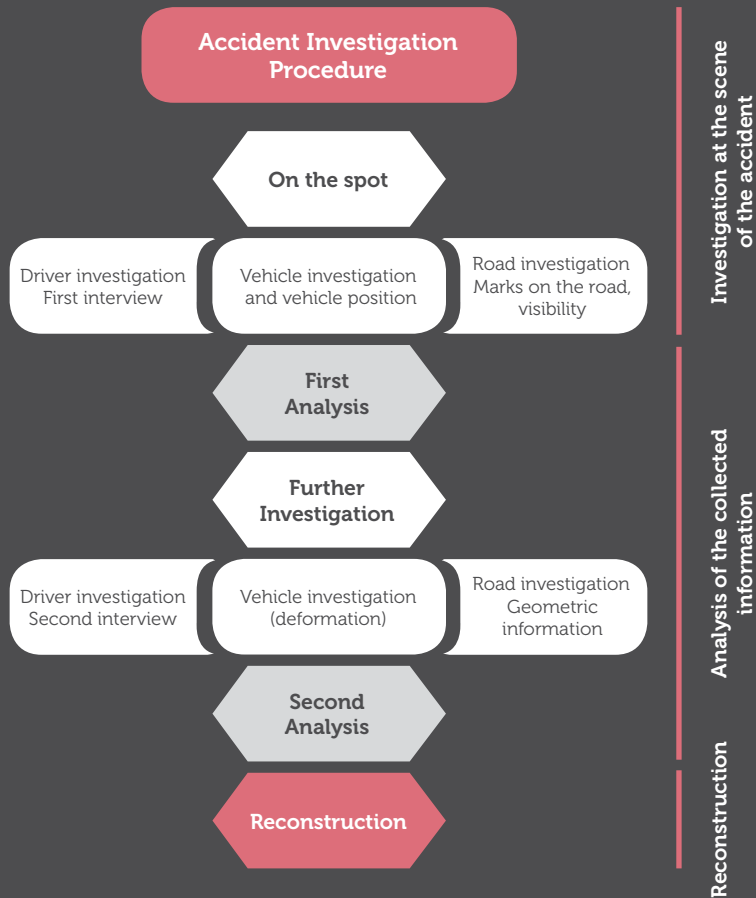 Accident Investigation
Procedure
On the spot
Driver investigation
First interview
Vehicle investigation
and vehicle position
Road investigation
Marks on the road,
visibility
Investigation at the scene
of the accident
First
Analysis
Further
Investigation
Driver investigation
Second interview
Vehicle investigation
(deformation)
Road investigation
Geometric
information
Second
Analysis
Analysis of the collected
information
Reconstruction
Reconstruction